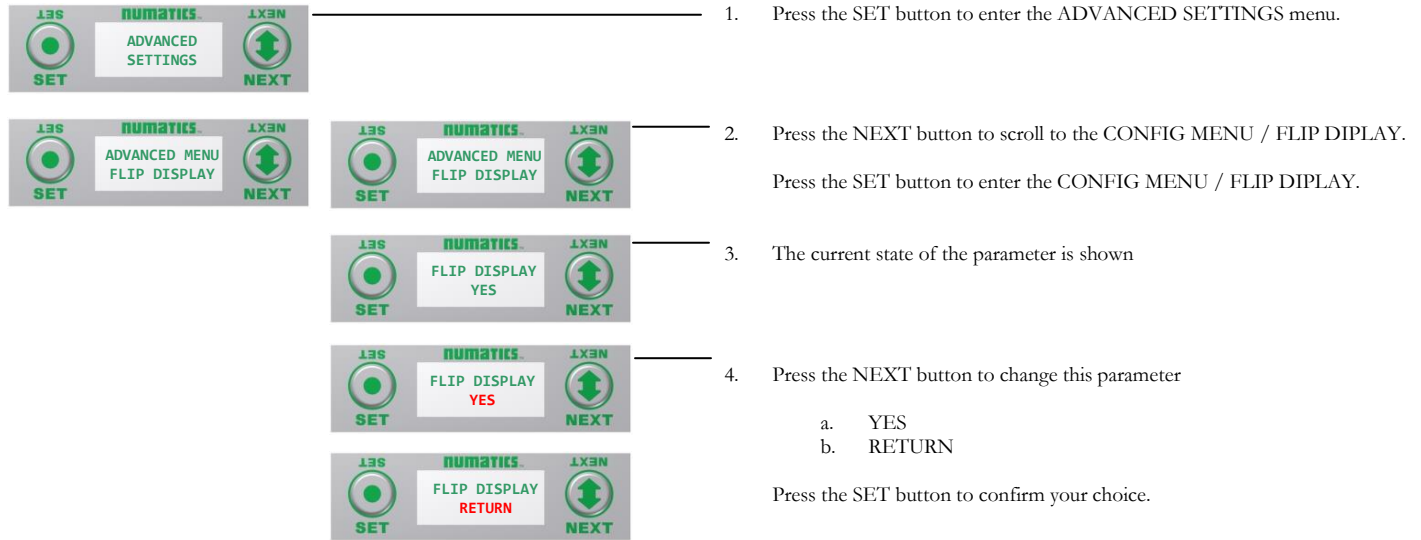 SET numatics NEXT
ADVANCED
SETTINGS
SET NEXT
1. Press the SET button to enter the ADVANCED SETTINGS menu.
SET numatics NEXT
ADVANCED MENU
FLIP DISPLAY
SET NEXT
SET numatics NEXT
ADVANCED MENU
FLIP DISPLAY
SET NEXT
2. Press the NEXT button to scroll to the CONFIG MENU / FLIP DIPLAY.
Press the SET button to enter the CONFIG MENU / FLIP DIPLAY.
SET numatics NEXT
FLIP DISPLAY
YES
SET NEXT
3. The current state of the parameter is shown
SET numatics NEXT
FLIP DISPLAY
YES
SET NEXT
4. Press the NEXT button to change this parameter
a. YES
b. RETURN
SET numatics NEXT
FLIP DISPLAY
RETURN
SET NEXT
Press the SET button to confirm your choice.